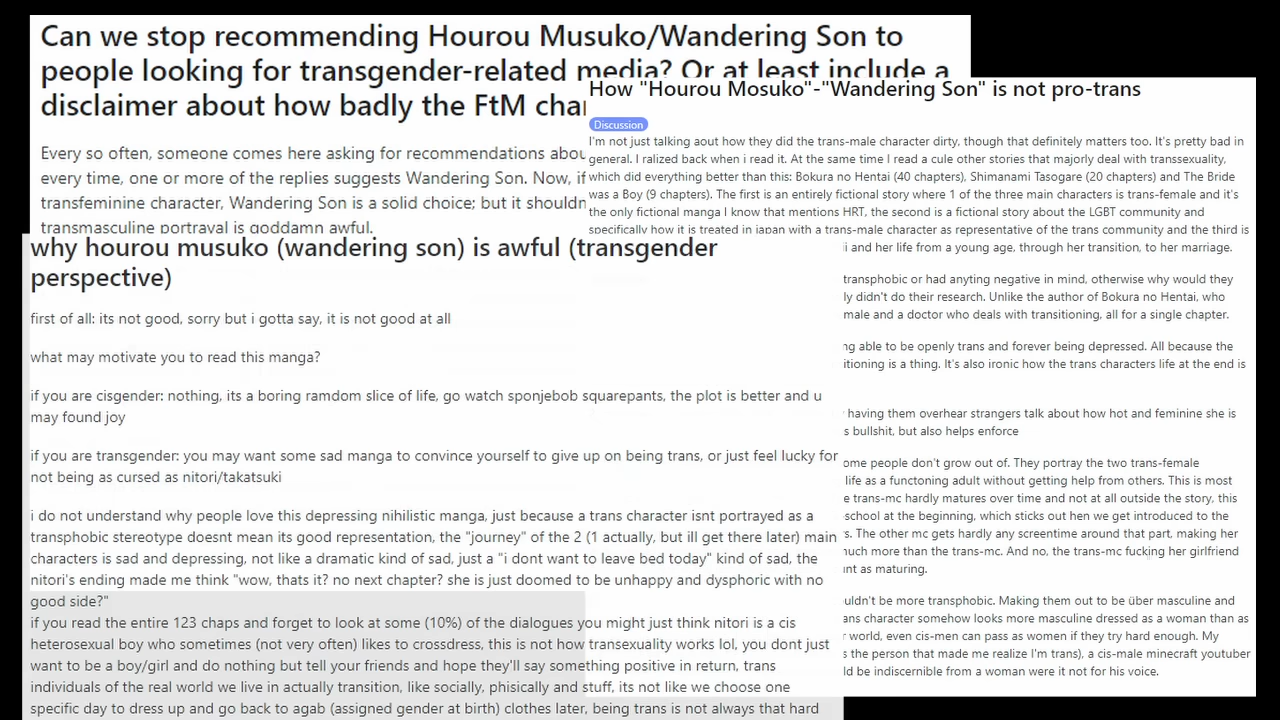 Can we stop recommending Hourou Musuko/Wandering Son to
people looking for transgender-related media? Or at least include a
disclaimer about how badly the FtM
Every so often, someone comes here asking for recommendations
every time, one or more of the replies suggests Wandering Son. Now, if
transfeminine character, Wandering Son is a solid choice; but it
transmasculine portrayal is goddamn awful.
How "Hourou Mosuko"-"Wandering Son" is not pro-trans
Discussion
I'm not just talking aout how they did the trans-male character dirty, though that definitely matters too. It's pretty bad in
general. I ralized back when i read it. At the same time I read a cule other stories that majorly deal with transsexuality,
which did everything better than this: Bokura no Hentai (40 chapters), Shimanami Tasogare (20 chapters) and The Bride
was a Boy (9 chapters). The first is an entirely fictional story where 1 of the three main characters is trans-female and it's
the only fictional manga I know that mentions HRT, the second is a fictional story about the LGBT community and
specifically how it is treated in japan with a trans-male character as representative of the trans community and the third is
and her life from a young age, through her transition, to her marriage.
transphobic or had anyting negative in mind, otherwise why would they
didn't do their research. Unlike the author of Bokura no Hentai, who
male and a doctor who deals with transitioning, all for a single chapter.
able to be openly trans and forever being depressed. All because the
is a thing. It's also ironic how the trans characters life at the end is
having them overhear strangers talk about how hot and feminine she is
bullshit, but also helps enforce
some people don't grow out of. They portray the two trans-female
life as a functoning adult without getting help from others. This is most
trans-mc hardly matures over time and not at all outside the story, this
school at the beginning, which sticks out hen we get introduced to the
The other mc gets hardly any screentime around that part, making her
much more than the trans-mc. And no, the trans-mc fucking her girlfriend
as maturing.
be more transphobic. Making them out to be über masculine and
character somehow looks more masculine dressed as a woman than as
world, even cis-men can pass as women if they try hard enough. My
the person that made me realize I'm trans), a cis-male minecraft youtuber
be indiscernible from a woman were it not for his voice.
why hourou musuko (wandering son) is awful (transgender
perspective)
first of all: its not good, sorry but i gotta say, it is not good at all
what may motivate you to read this manga?
if you are cisgender: nothing, its a boring ramdom slice of life, go watch sponjebob squarepants, the plot is better and u
may found joy
if you are transgender: you may want some sad manga to convince yourself to give up on being trans, or just feel lucky for
not being as cursed as nitori/takatsuki
i do not understand why people love this depressing nihilistic manga, just because a trans character isnt portrayed as a
transphobic stereotype doesnt mean its good representation, the "journey" of the 2 (1 actually, but ill get there later) main
characters is sad and depressing, not like a dramatic kind of sad, just a "i dont want to leave bed today" kind of sad, the
nitori's ending made me think "wow, thats it? no next chapter? she is just doomed to be unhappy and dysphoric with no
good side?"
if you read the entire 123 chaps and forget to look at some (10%) of the dialogues you might just think nitori is a cis
heterosexual boy who sometimes (not very often) likes to crossdress, this is not how transexuality works lol, you dont just
want to be a boy/girl and do nothing but tell your friends and hope they'll say something positive in return, trans
individuals of the real world we live in actually transition, like socially, phisically and stuff, its not like we choose one
specific day to dress up and go back to agab (assigned gender at birth) clothes later, being trans is not always that hard